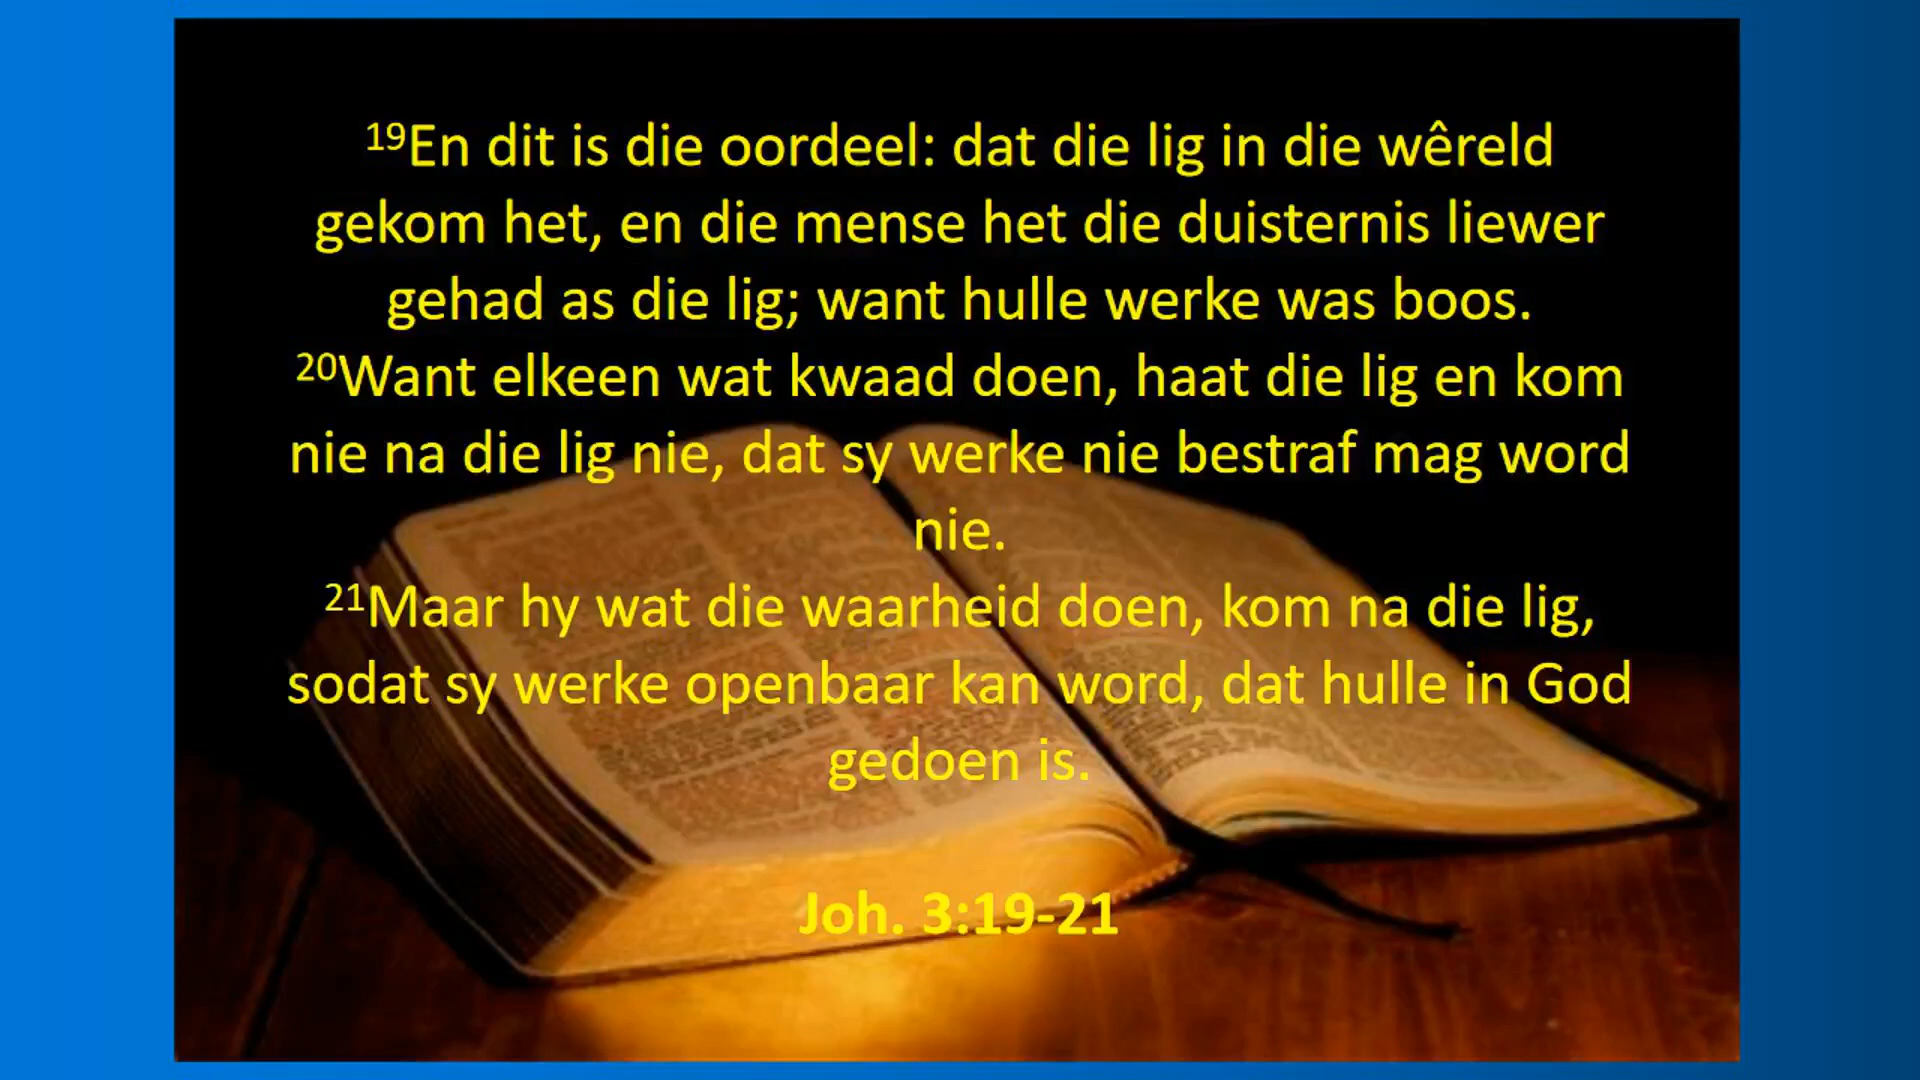 ¹⁹En dit is die oordeel: dat die lig in die wêreld
gekom het, en die mense het die duisternis liewer
gehad as die lig; want hulle werke was boos.
²⁰Want elkeen wat kwaad doen, haat die lig en kom
nie na die lig nie, dat sy werke nie bestraf mag word
nie.
²¹Maar hy wat die waarheid doen, kom na die lig,
sodat sy werke openbaar kan word, dat hulle in God
gedoen is.
Joh. 3:19-21